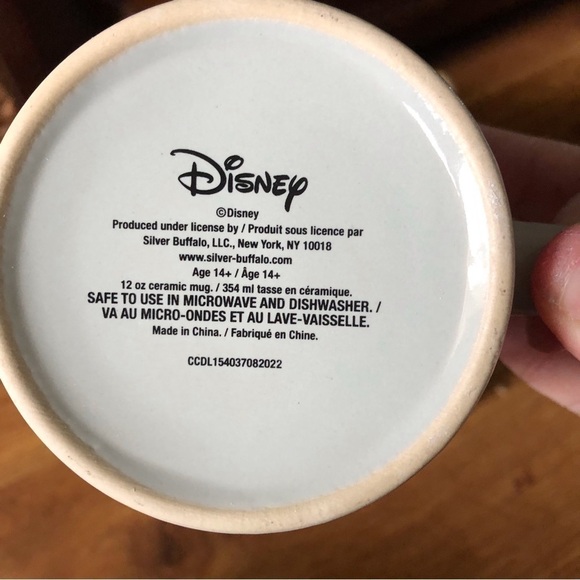 Disney
©Disney
Produced under license by / Produit sous licence par
Silver Buffalo, LLC., New York, NY 10018
www.silver-buffalo.com
Age 14+ / Âge 14+
12 oz ceramic mug. / 354 ml tasse en céramique.
SAFE TO USE IN MICROWAVE AND DISHWASHER. /
VA AU MICRO-ONDES ET AU LAVE-VAISSELLE.
Made in China. / Fabriqué en Chine.
CCDL154037082022